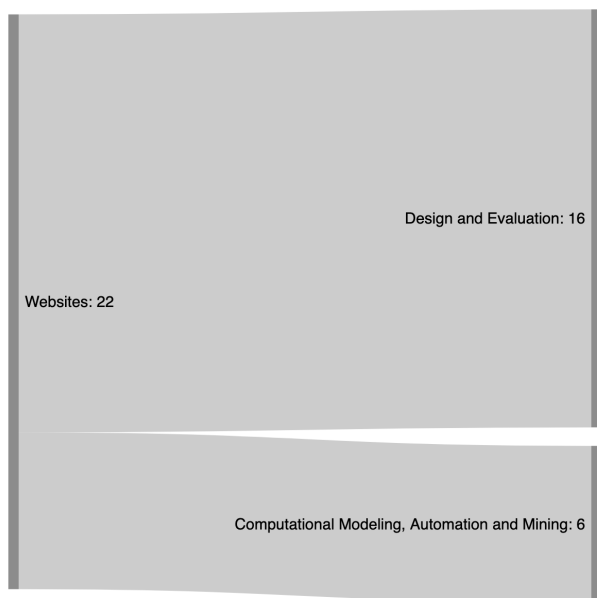 Design and Evaluation: 16
Websites: 22
Computational Modeling, Automation and Mining: 6